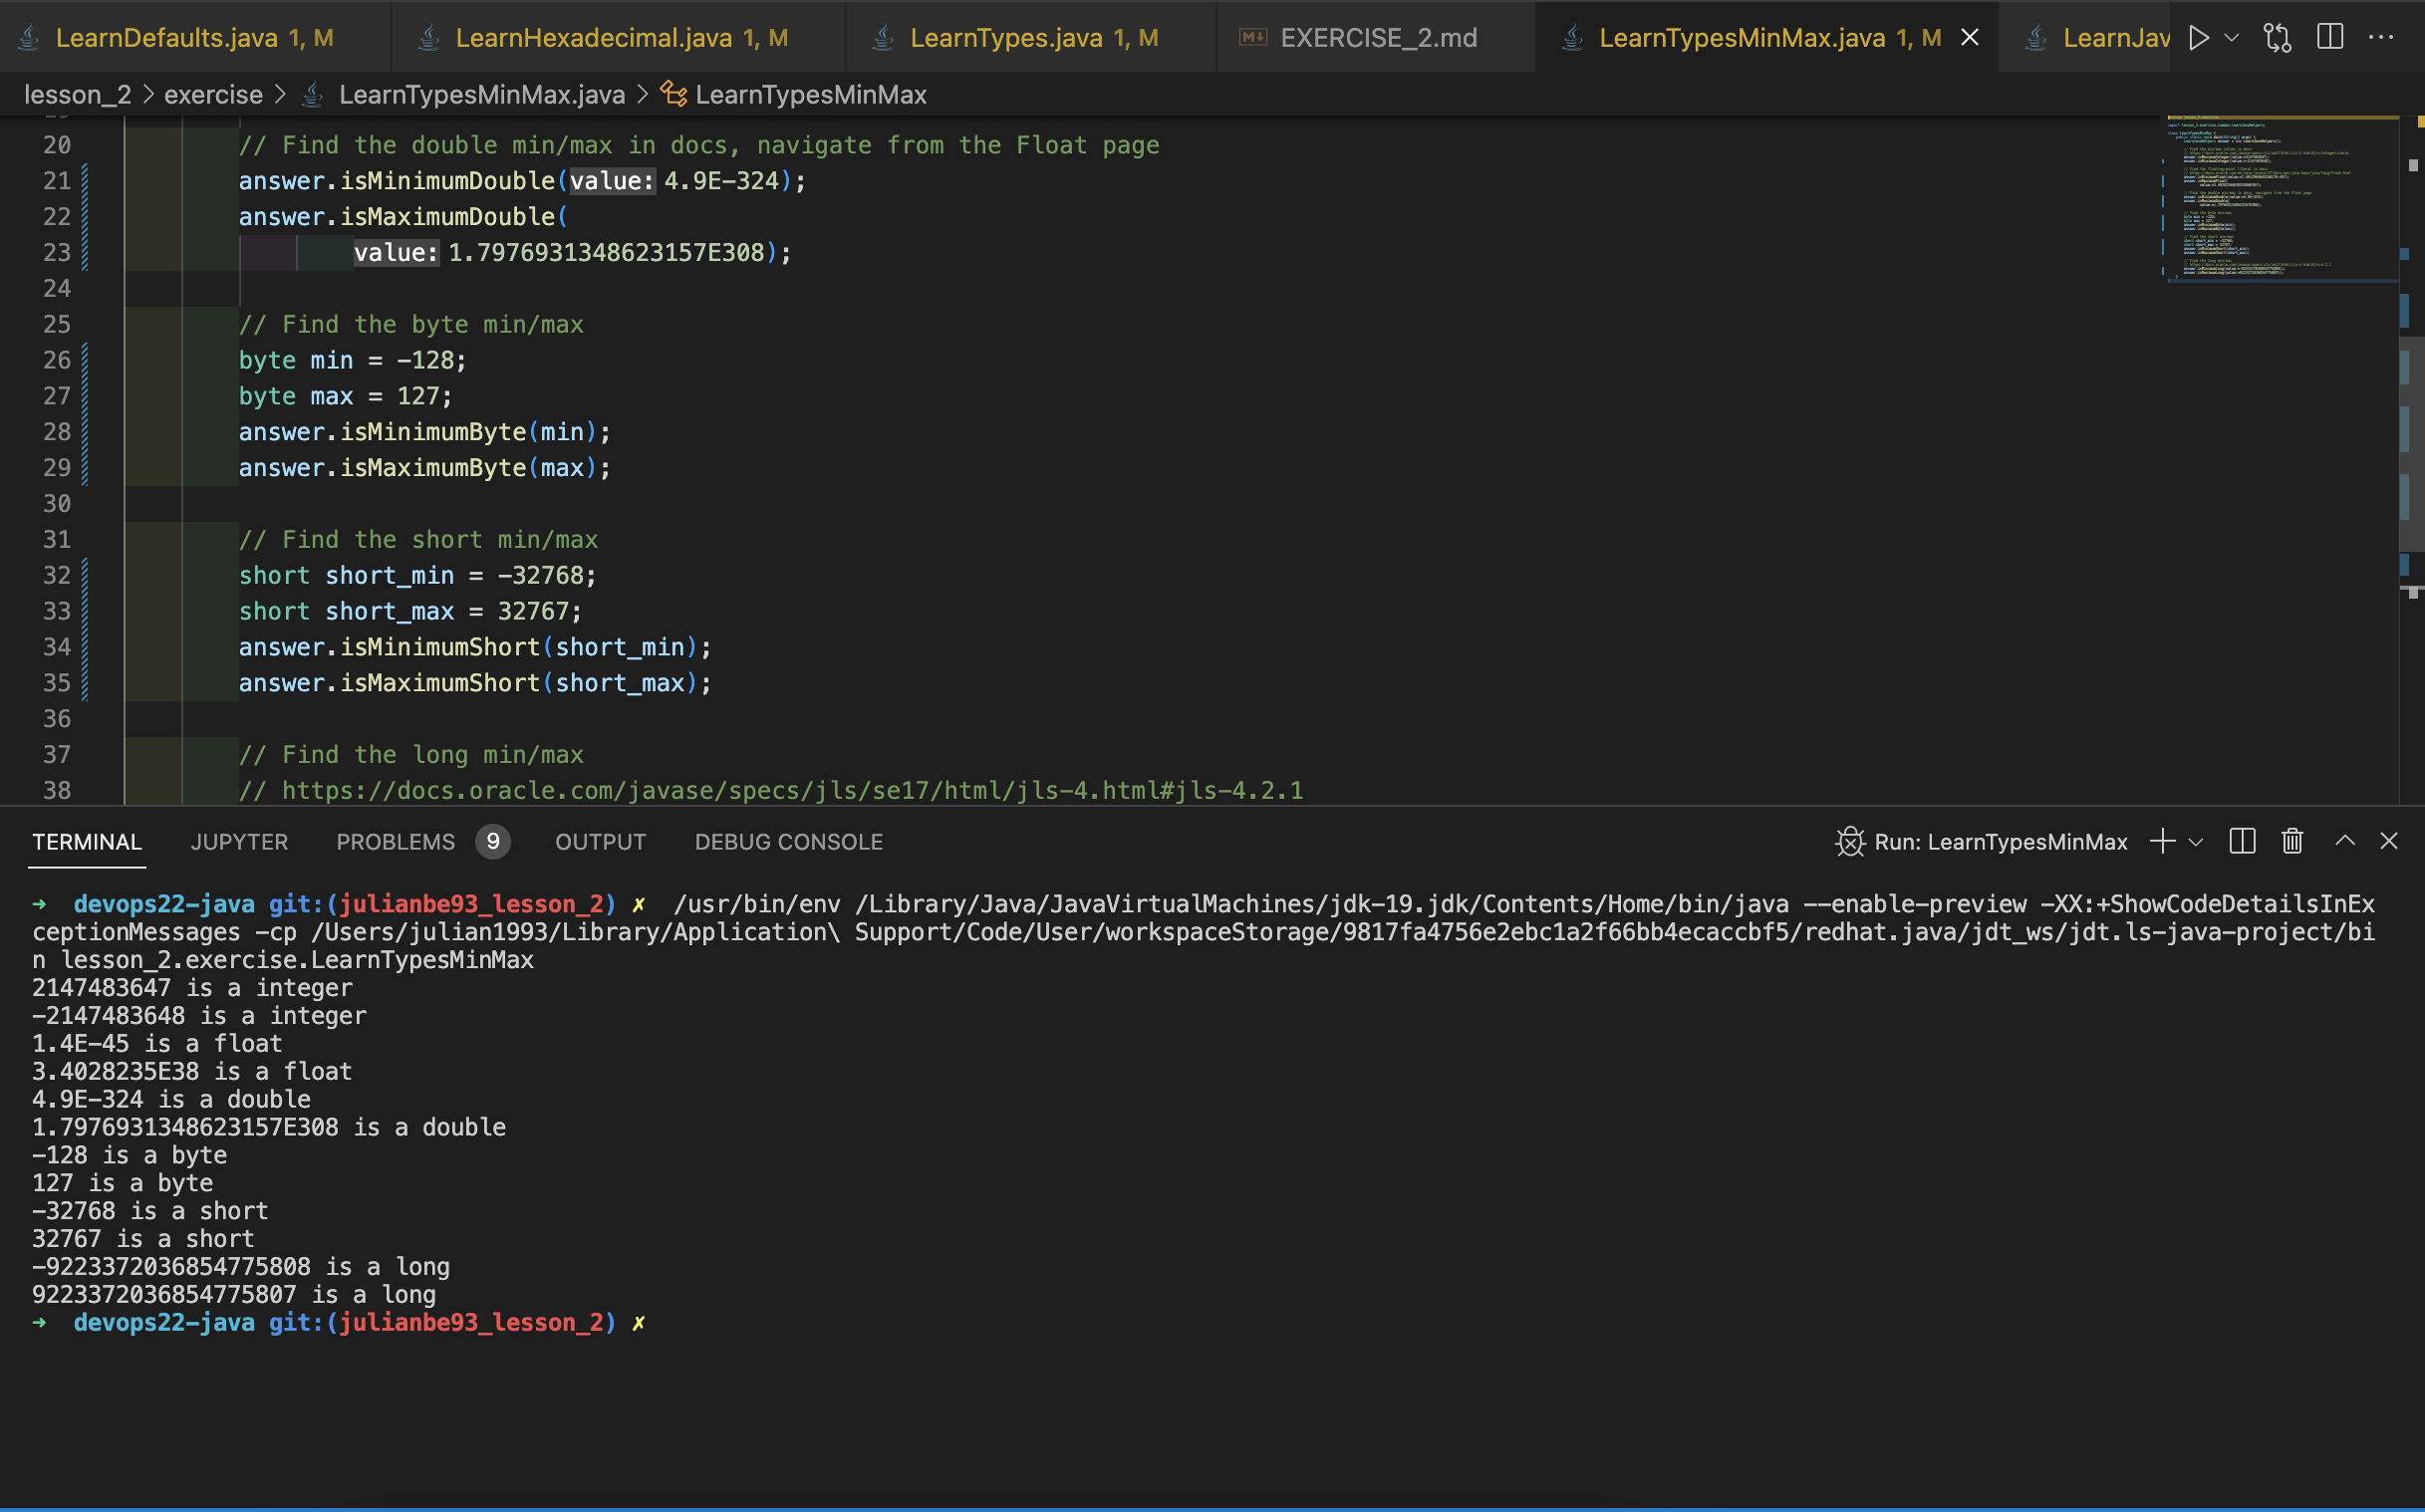 LearnDefaults.java 1, M
LearnHexadecimal.java 1, M
LearnTypes.java 1, M
EXERCISE_2.md
LearnTypesMinMax.java 1, M
LearnJav
lesson_2 > exercise > LearnTypesMinMax.java > LearnTypesMinMax
20 // Find the double min/max in docs, navigate from the Float page
21 answer.isMinimumDouble(value: 4.9E-324);
22 answer.isMaximumDouble(
23 value: 1.7976931348623157E308);
24
25 // Find the byte min/max
26 byte min = -128;
27 byte max = 127;
28 answer.isMinimumByte(min);
29 answer.isMaximumByte(max);
30
31 // Find the short min/max
32 short short_min = -32768;
33 short short_max = 32767;
34 answer.isMinimumShort(short_min);
35 answer.isMaximumShort(short_max);
36
37 // Find the long min/max
38 // https://docs.oracle.com/javase/specs/jls/se17/html/jls-4.html#jls-4.2.1
TERMINAL JUPYTER PROBLEMS 9 OUTPUT DEBUG CONSOLE
Run: LearnTypesMinMax
→ devops22-java git:(julianbe93_lesson_2) ✗ /usr/bin/env /Library/Java/JavaVirtualMachines/jdk-19.jdk/Contents/Home/bin/java --enable-preview -XX:+ShowCodeDetailsInEx
ceptionMessages -cp /Users/julian1993/Library/Application\ Support/Code/User/workspaceStorage/9817fa4756e2ebc1a2f66bb4ecaccbf5/redhat.java/jdt_ws/jdt.ls-java-project/bi
n lesson_2.exercise.LearnTypesMinMax
2147483647 is a integer
-2147483648 is a integer
1.4E-45 is a float
3.4028235E38 is a float
4.9E-324 is a double
1.7976931348623157E308 is a double
-128 is a byte
127 is a byte
-32768 is a short
32767 is a short
-9223372036854775808 is a long
9223372036854775807 is a long
→ devops22-java git:(julianbe93_lesson_2) ✗